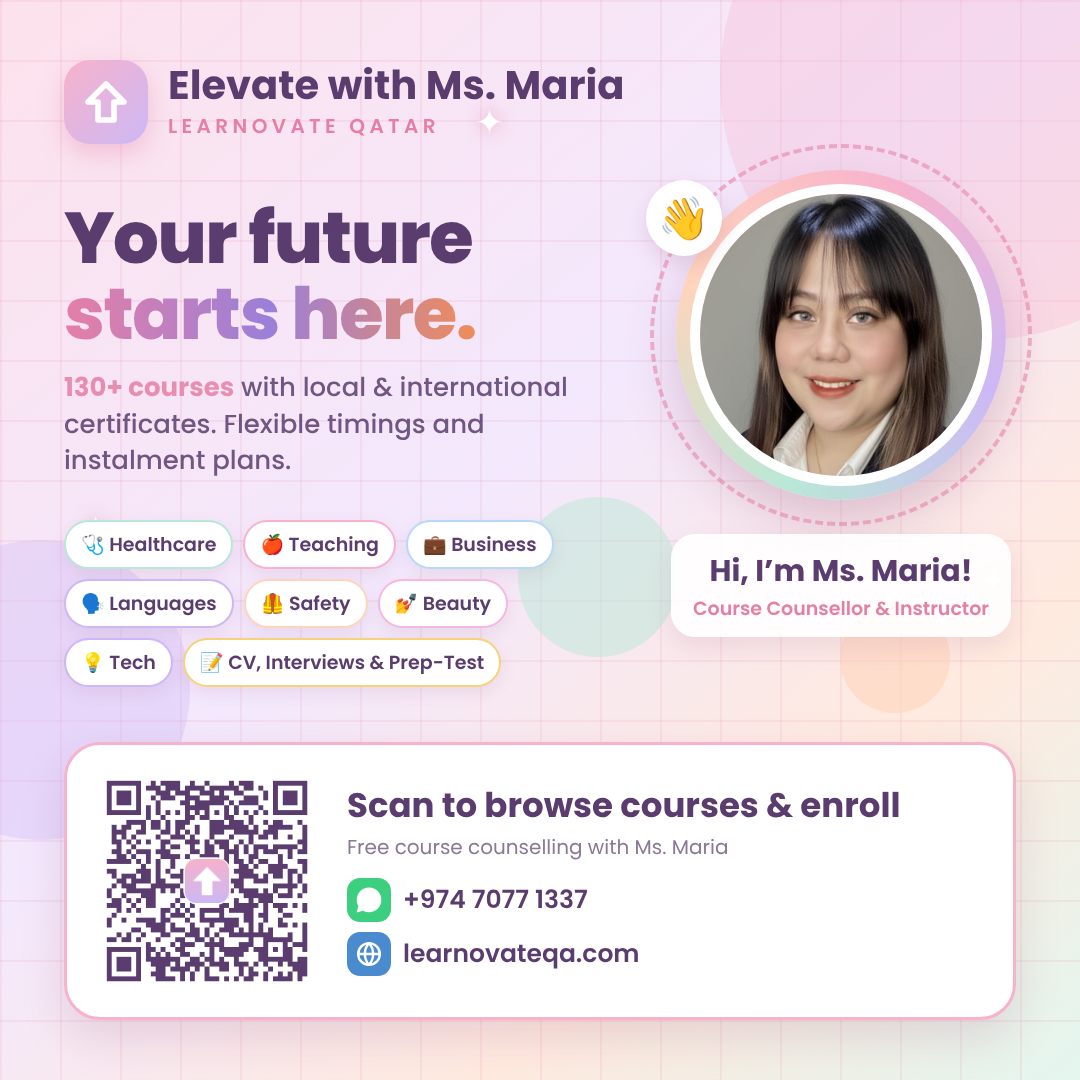 Elevate with Ms. Maria
LEARNOVATE QATAR
Your future
starts here.
130+ courses with local & international
certificates. Flexible timings and
instalment plans.
Healthcare
Teaching
Business
Languages
Safety
Beauty
Tech
CV, Interviews & Prep-Test
Hi, I’m Ms. Maria!
Course Counsellor & Instructor
Scan to browse courses & enroll
Free course counselling with Ms. Maria
+974 7077 1337
learnovateqa.com